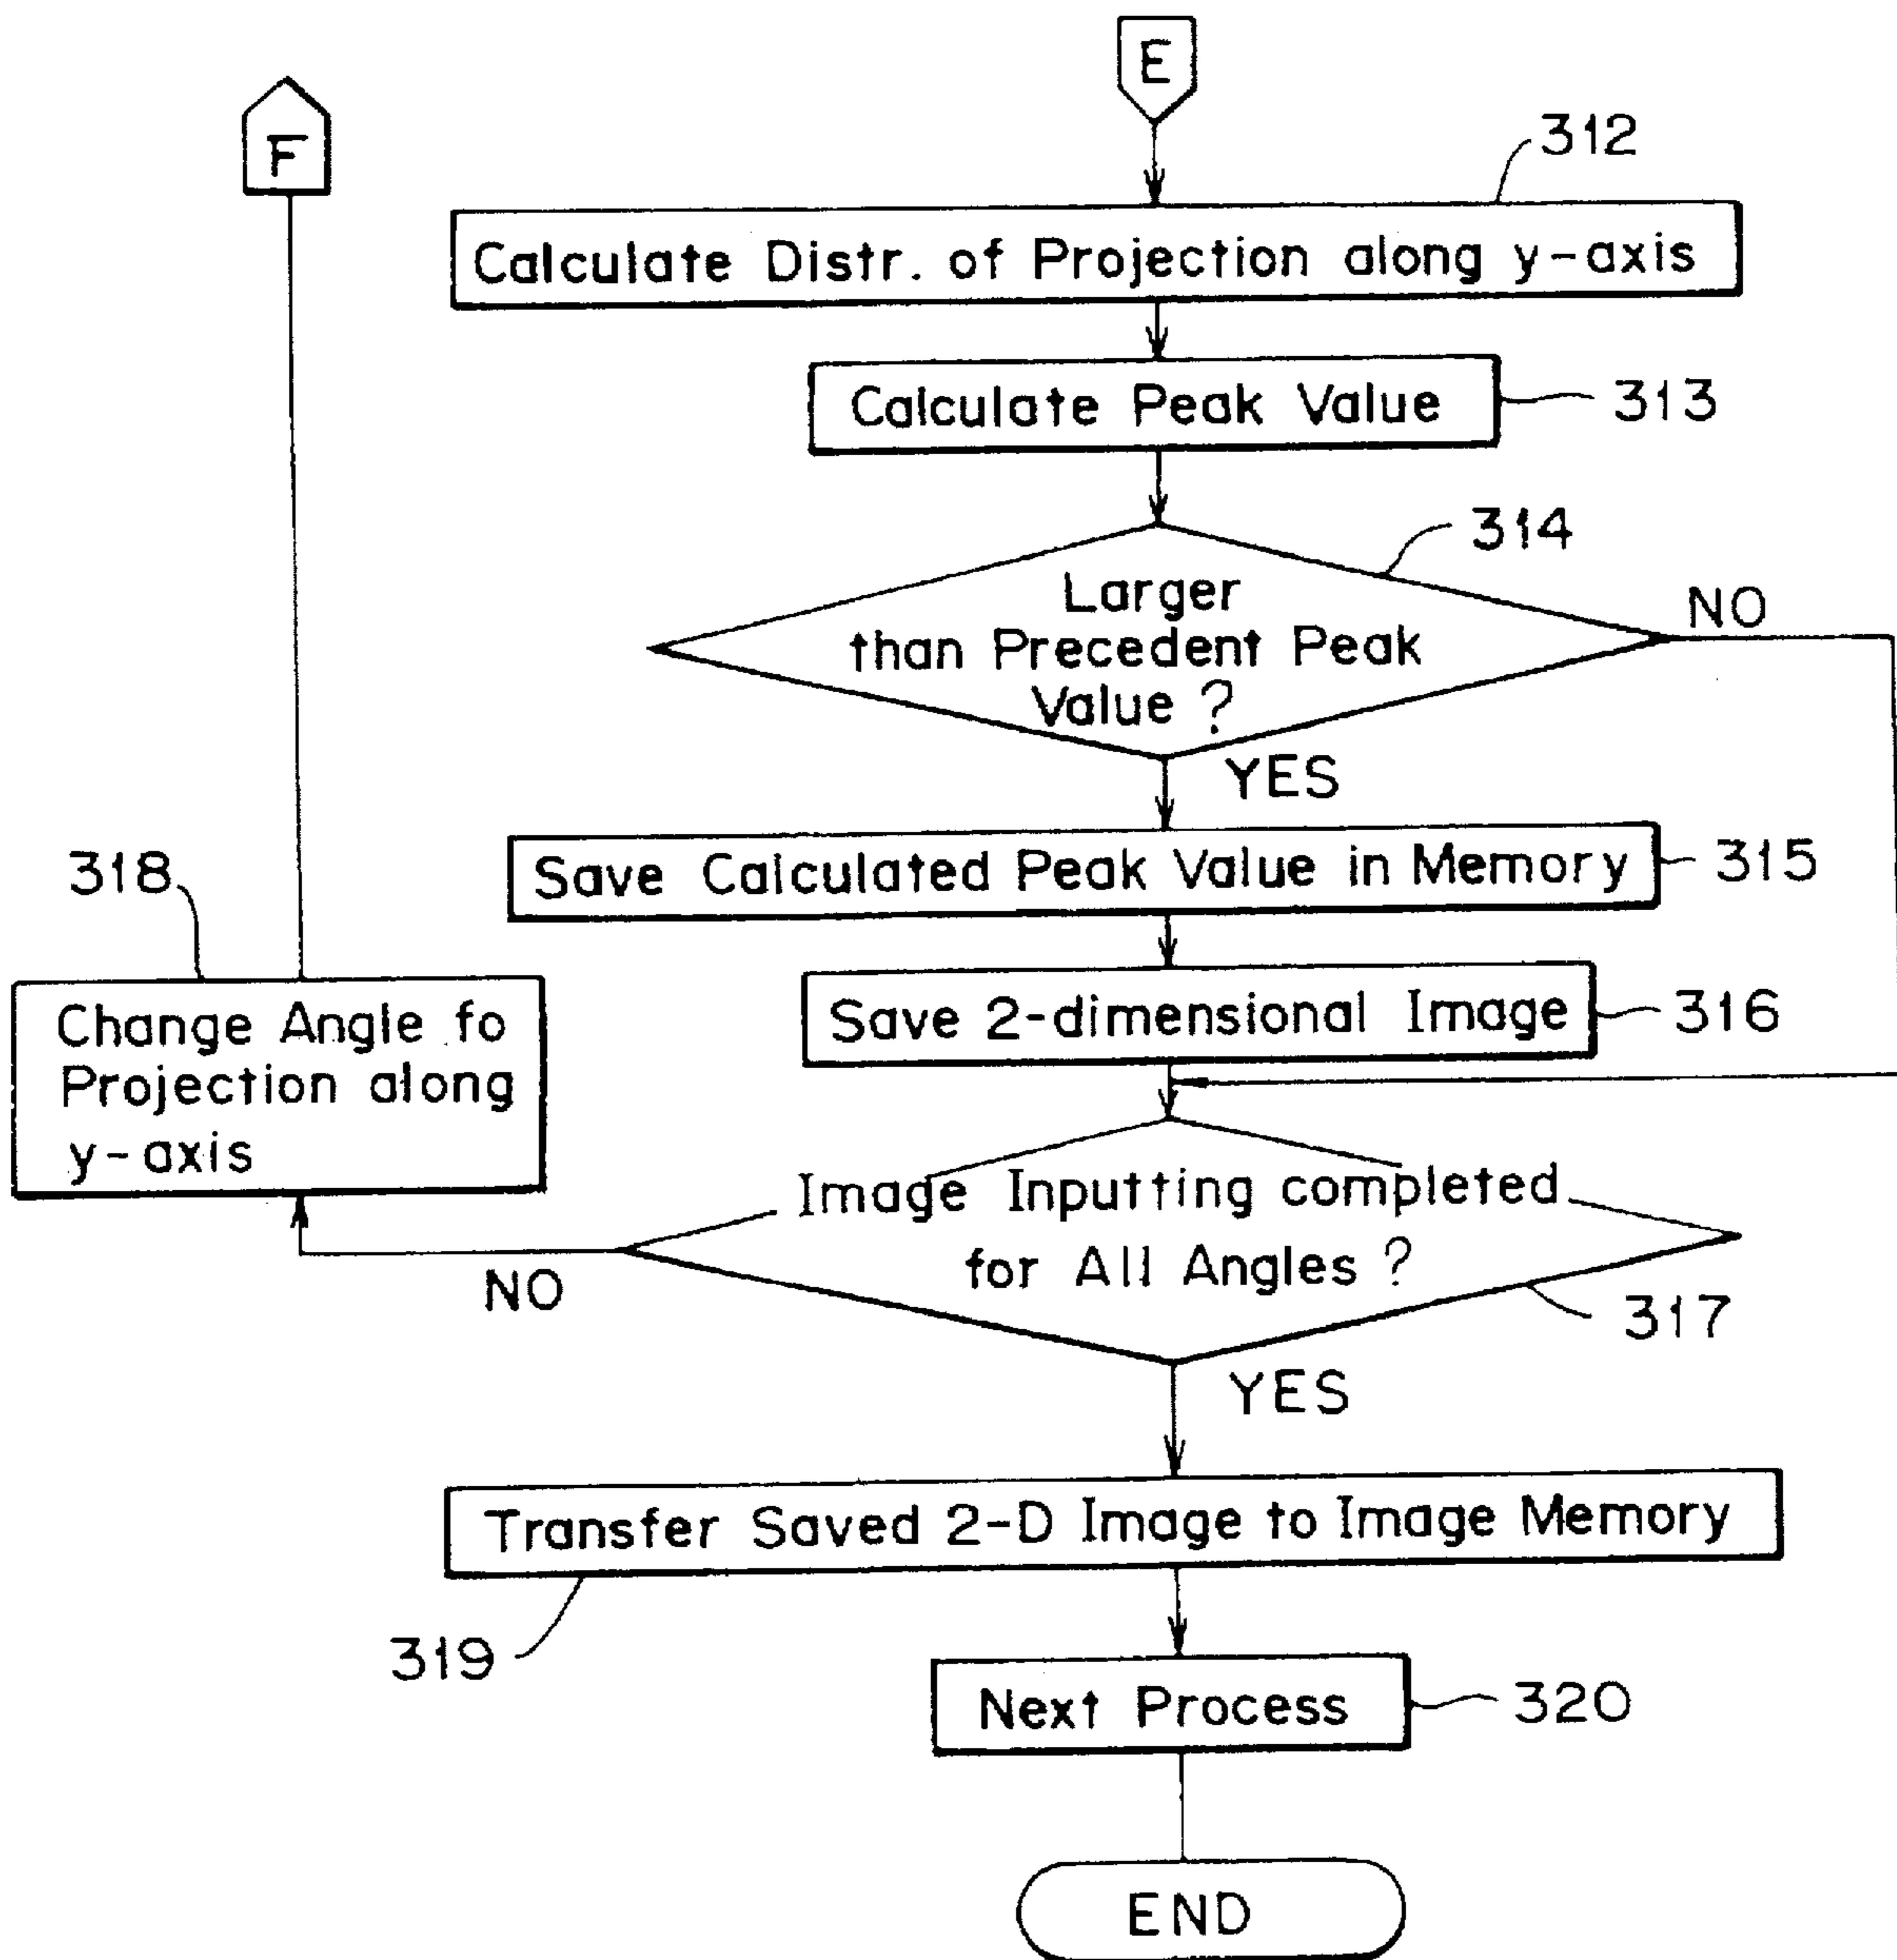 E
F
312
Calculate Distr. of Projection along y-axis
Calculate Peak Value
313
314
Larger
than Precedent Peak
Value ?
NO
YES
Save Calculated Peak Value in Memory
315
318
Change Angle fo
Projection along
y-axis
Save 2-dimensional Image
316
Image Inputting completed
for All Angles ?
NO
317
YES
Transfer Saved 2-D Image to Image Memory
319
Next Process
320
END